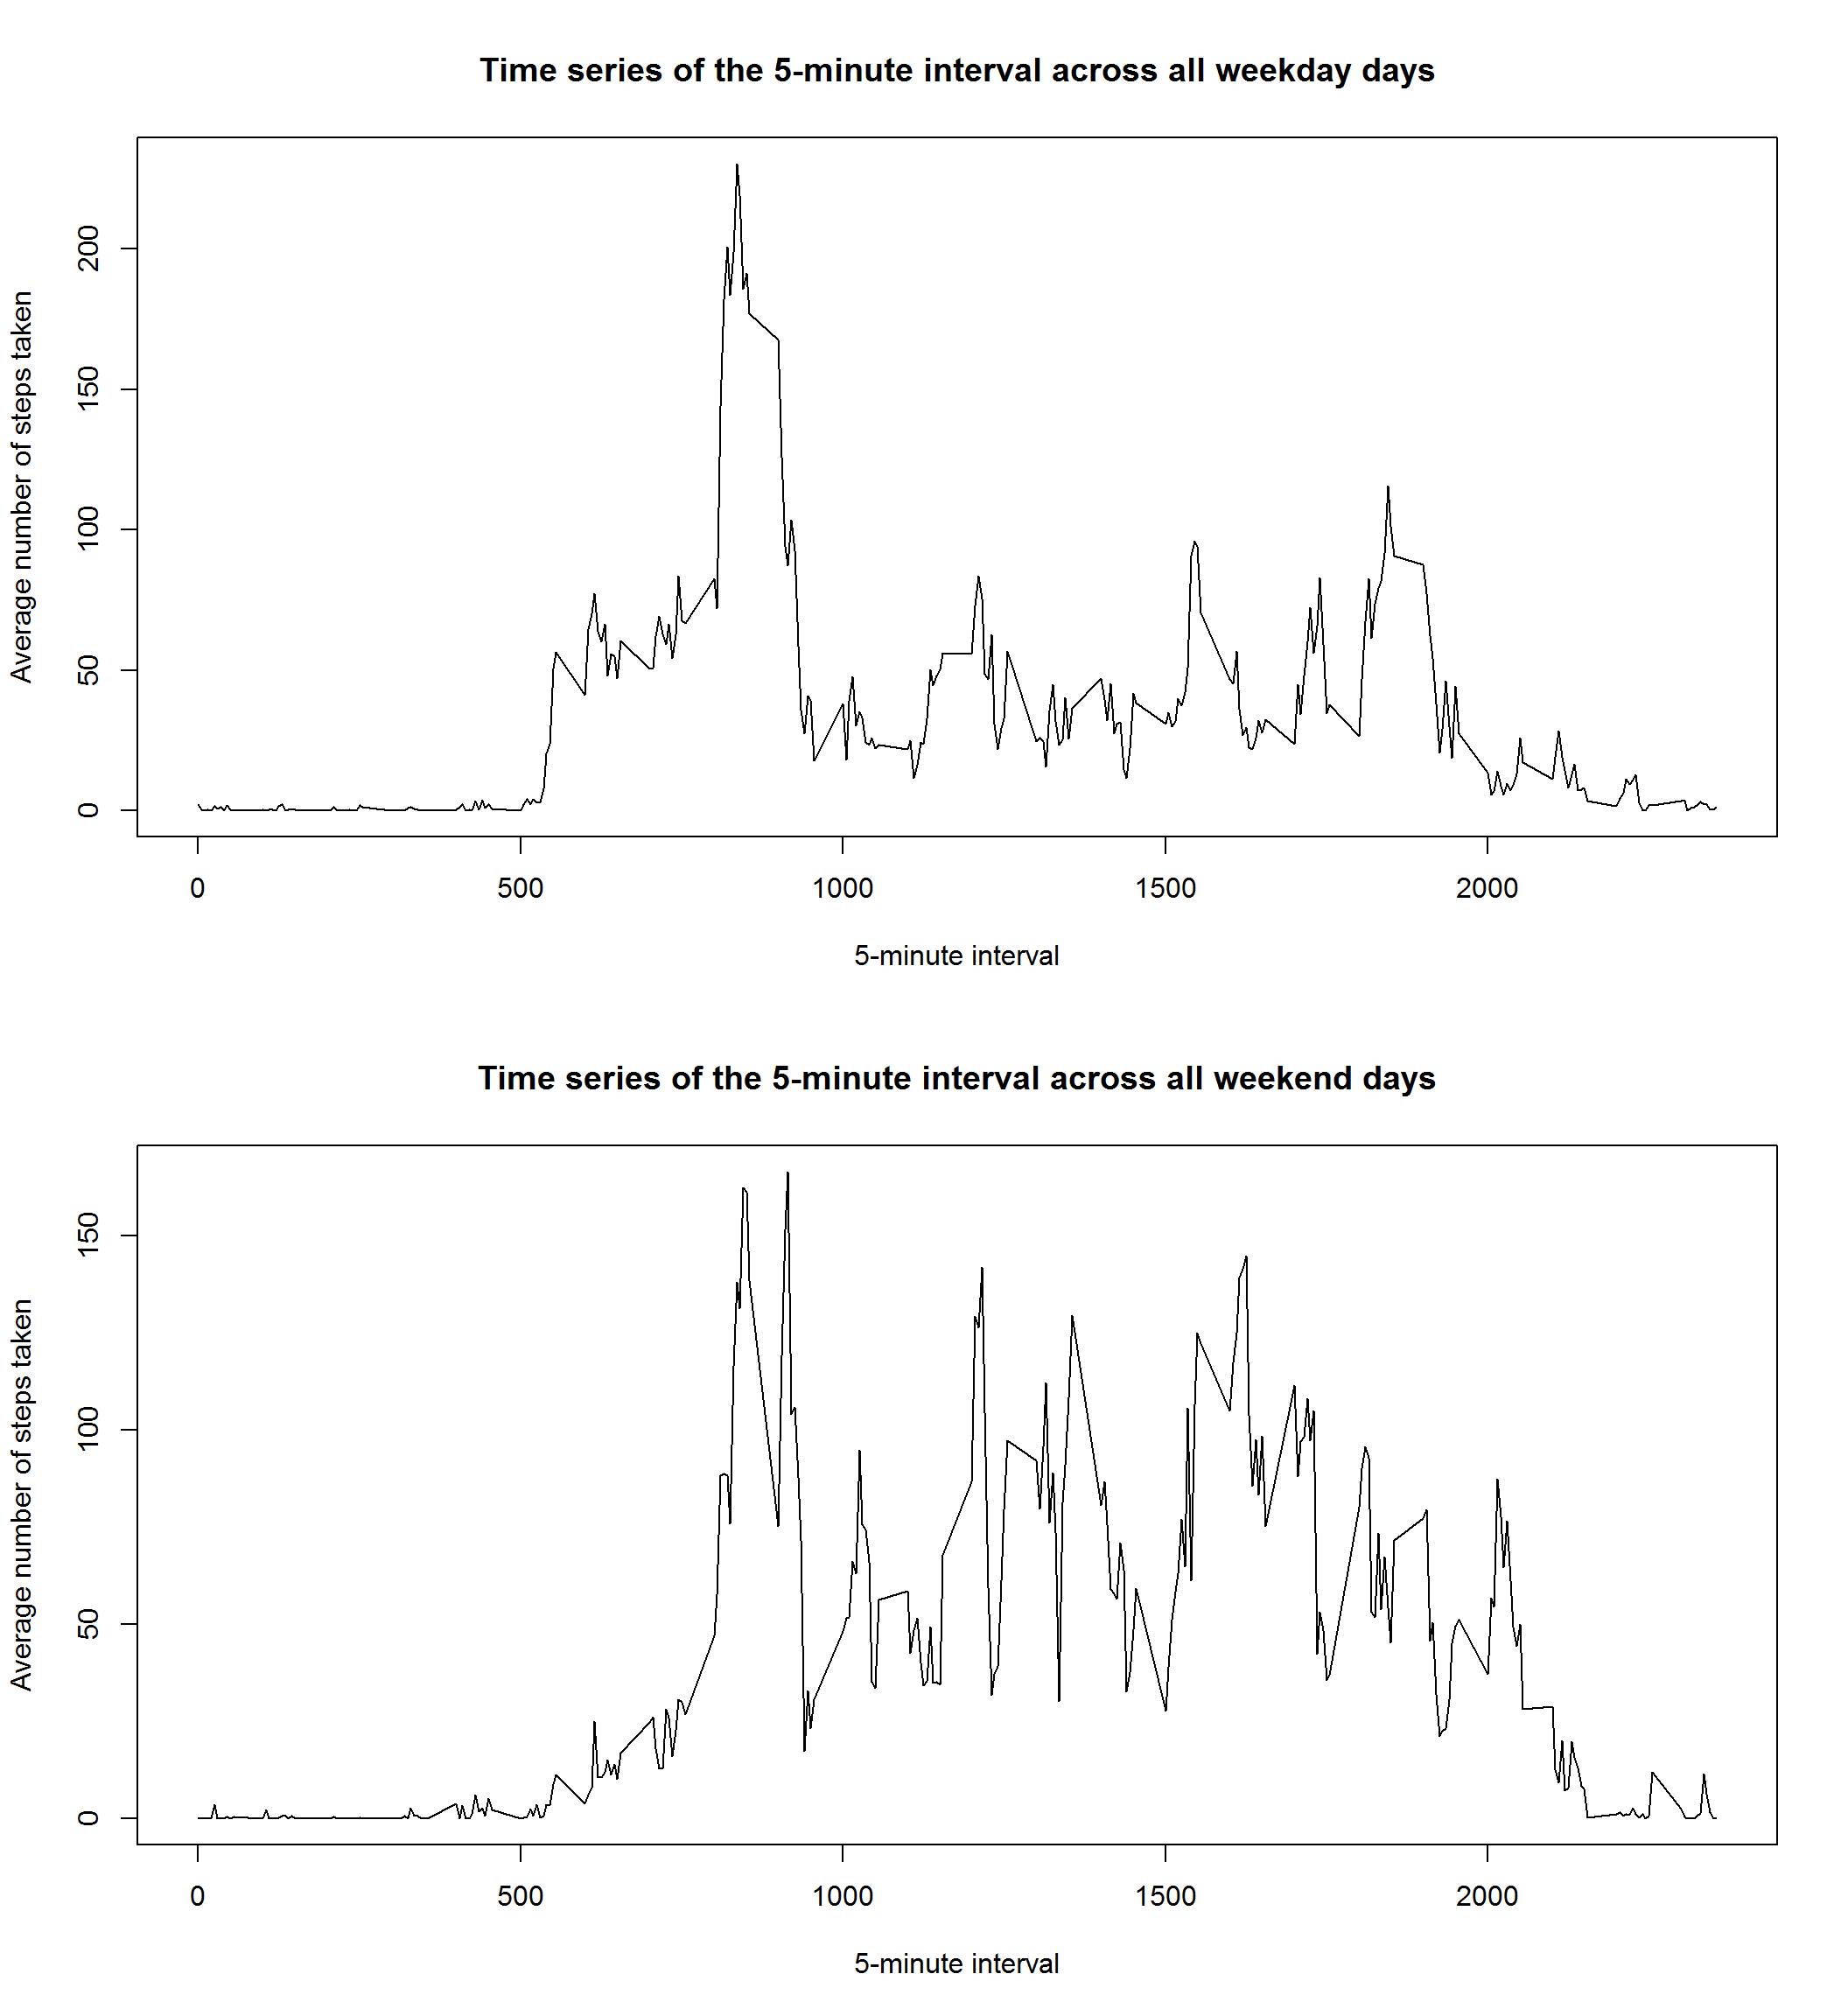 Time series of the 5-minute interval across all weekday days
Average number of steps taken
200
150
100
50
0
0 500 1000 1500 2000
5-minute interval
Time series of the 5-minute interval across all weekend days
Average number of steps taken
150
100
50
0
0 500 1000 1500 2000
5-minute interval